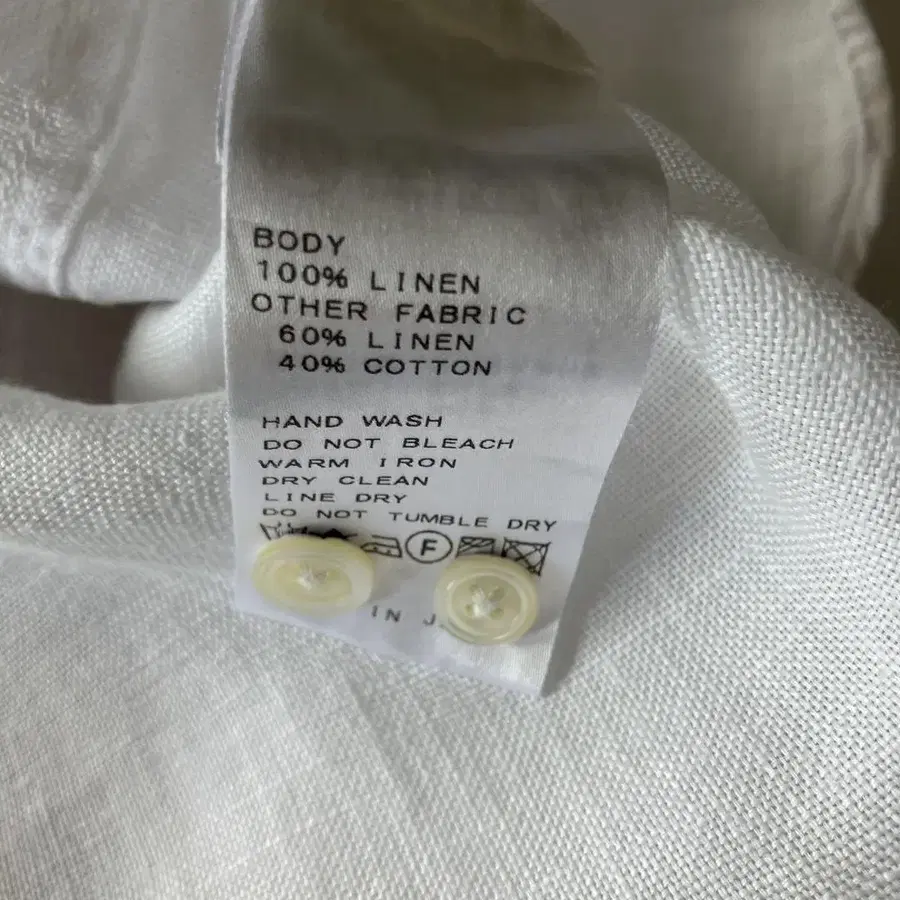 BODY
100% LINEN
OTHER FABRIC
60% LINEN
40% COTTON
HAND WASH
DO NOT BLEACH
WARM IRON
DRY CLEAN
LINE DRY
DO NOT TUMBLE DRY
F
IN